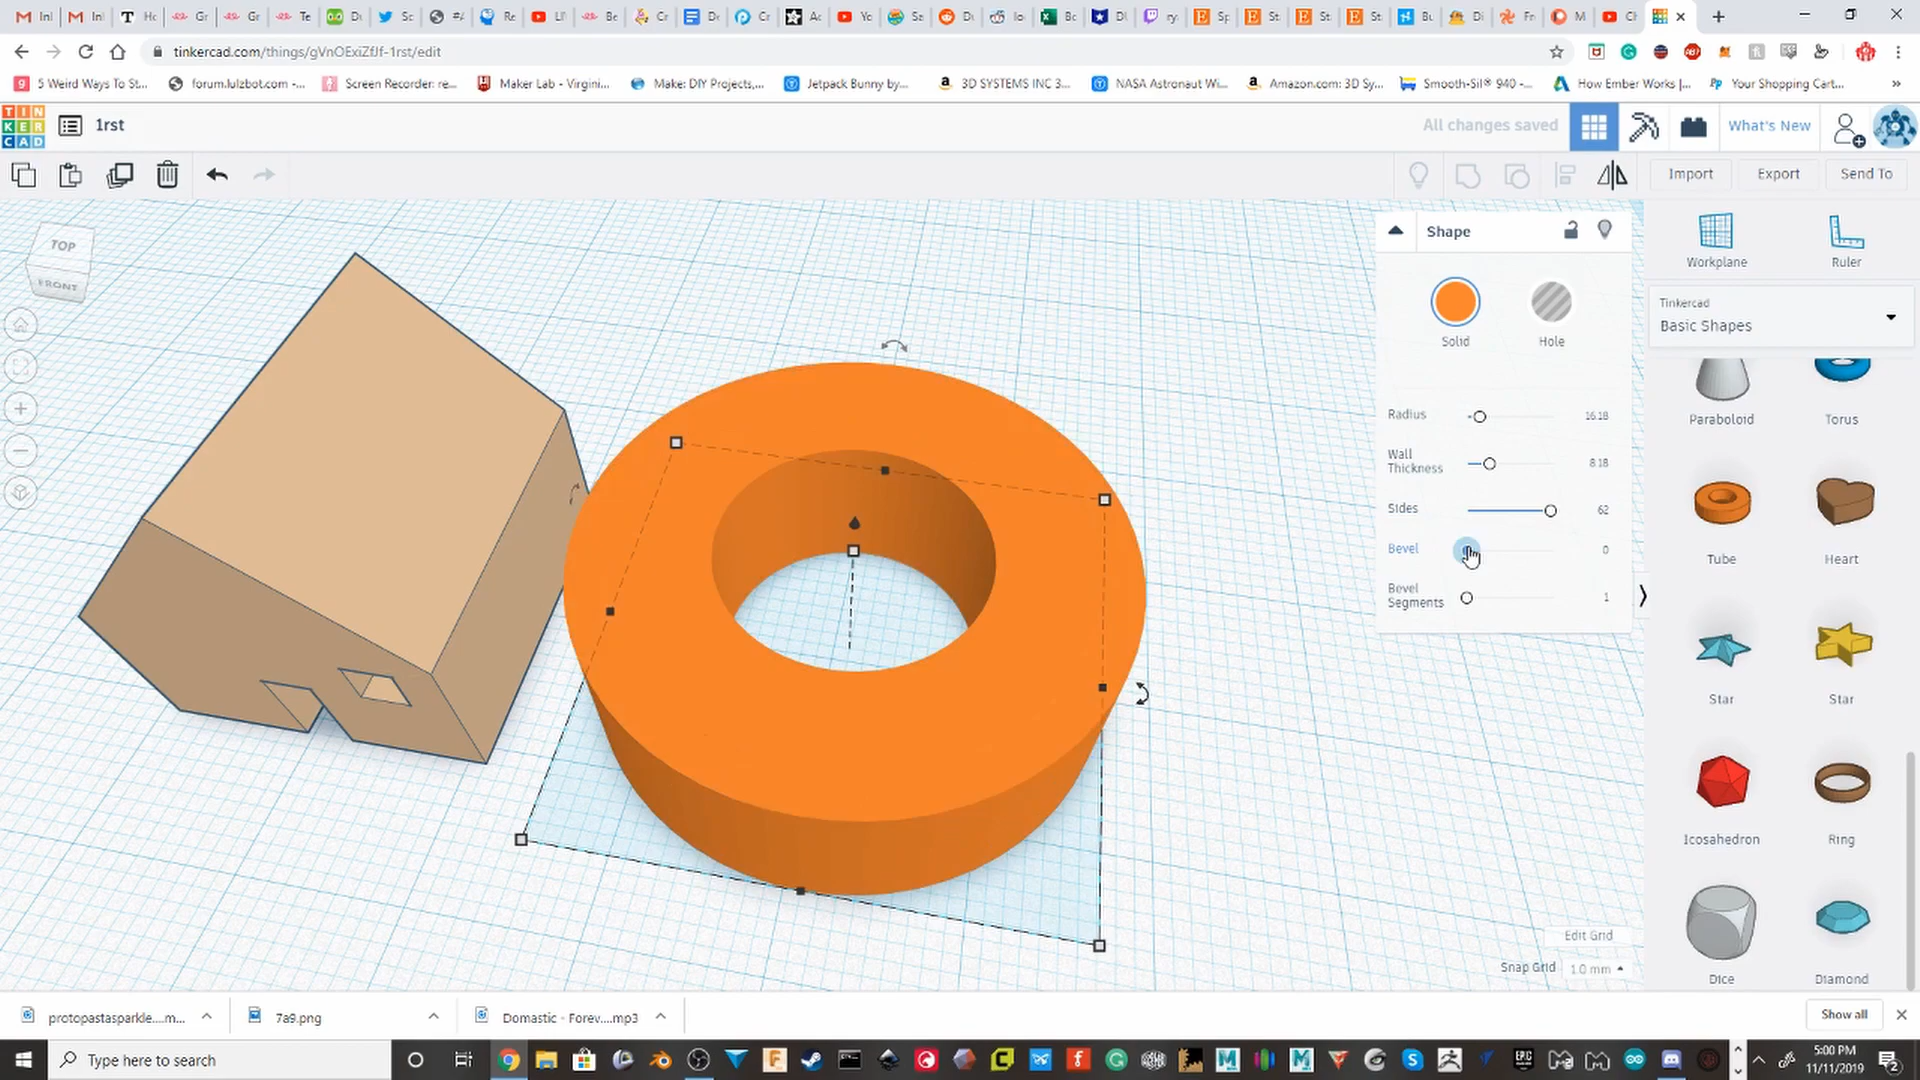 tinkercad.com/things/gVnOExiZfJf-1rst/edit
5 Weird Ways To St...
forum.lulzbot.com -...
Screen Recorder: re...
Maker Lab - Virgini...
Make: DIY Projects,...
Jetpack Bunny by...
3D SYSTEMS INC 3...
NASA Astronaut Wi...
Amazon.com: 3D Sy...
Smooth-Sil® 940 -...
How Ember Works |...
Your Shopping Cart...
TIN
KER
CAD
1rst
All changes saved
What's New
Import
Export
Send To
TOP
FRONT
Shape
Solid
Hole
Radius 16.18
Wall
Thickness 8.18
Sides 62
Bevel 0
Bevel
Segments 1
Workplane
Ruler
Tinkercad
Basic Shapes
Paraboloid
Torus
Tube
Heart
Star
Star
Icosahedron
Ring
Dice
Diamond
Edit Grid
Snap Grid 1.0 mm
protopastasparkle....m...
7a9.png
Domastic - Forev....mp3
Show all
Type here to search
5:00 PM
11/11/2019